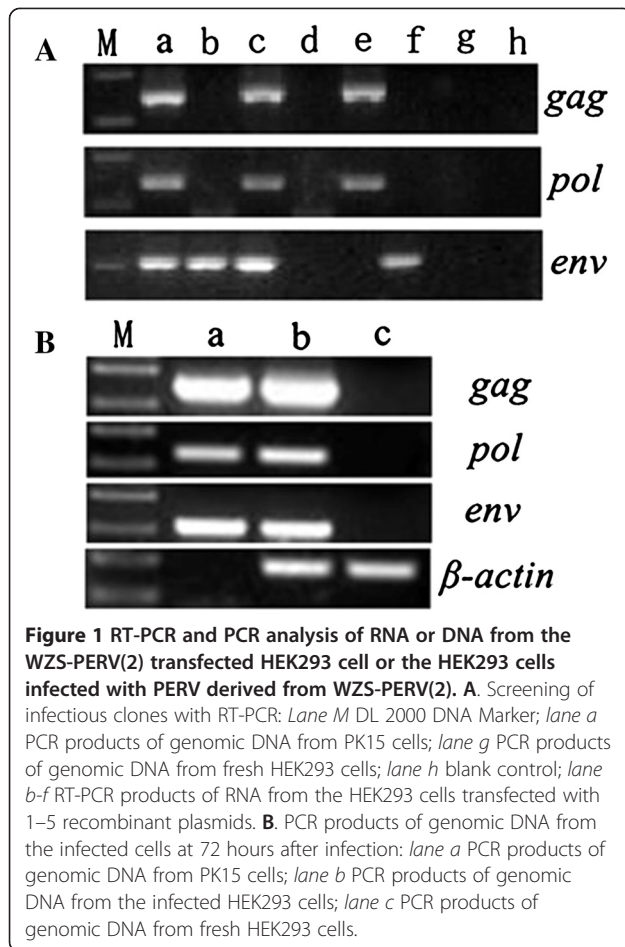 A
M a b c d e f g h
gag
pol
env
B
M a b c
gag
pol
env
β-actin
Figure 1 RT-PCR and PCR analysis of RNA or DNA from the
WZS-PERV(2) transfected HEK293 cell or the HEK293 cells
infected with PERV derived from WZS-PERV(2). A. Screening of
infectious clones with RT-PCR: Lane M DL 2000 DNA Marker; lane a
PCR products of genomic DNA from PK15 cells; lane g PCR products
of genomic DNA from fresh HEK293 cells; lane h blank control; lane
b-f RT-PCR products of RNA from the HEK293 cells transfected with
1–5 recombinant plasmids. B. PCR products of genomic DNA from
the infected cells at 72 hours after infection: lane a PCR products of
genomic DNA from PK15 cells; lane b PCR products of genomic
DNA from the infected HEK293 cells; lane c PCR products of
genomic DNA from fresh HEK293 cells.